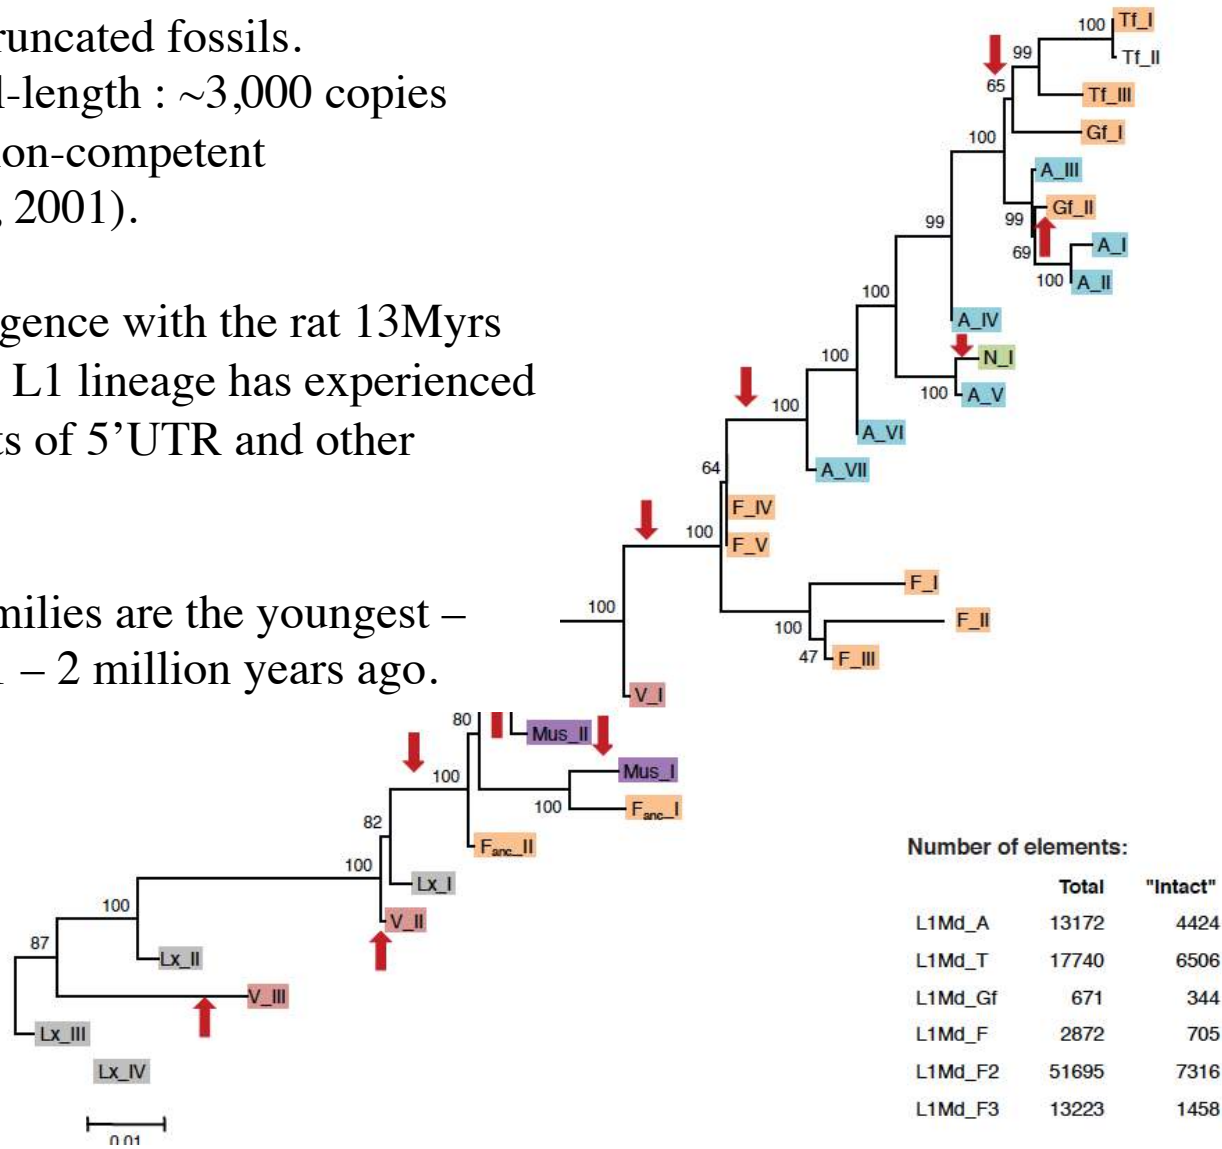 runcated fossils.
l-length : ~3,000 copies
ion-competent
, 2001).
gence with the rat 13Myrs
L1 lineage has experienced
ts of 5’UTR and other
milies are the youngest –
1 – 2 million years ago.
100 Tf_I
99 Tf_II
65 Tf_III
100 Gf_I
A_III
99 Gf_II
69 A_I
100 A_II
99
100 A_IV
N_I
100 A_V
100
100 A_VI
A_VII
64
F_IV
100 F_V
F_I
100 F_II
47 F_III
100
V_I
80 Mus_II
100 Mus_I
100 Fanc_I
82
Fanc_II
100 Lx_I
V_II
100
87 Lx_II
V_III
Lx_III
Lx_IV
0.01
Number of elements:
Total "Intact"
L1Md_A 13172 4424
L1Md_T 17740 6506
L1Md_Gf 671 344
L1Md_F 2872 705
L1Md_F2 51695 7316
L1Md_F3 13223 1458